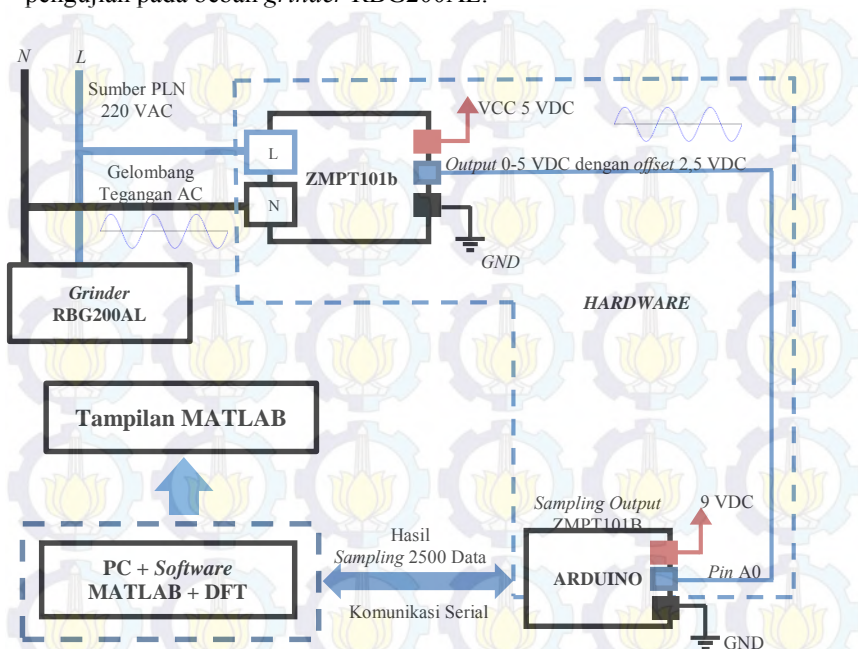 pengujian pada beban grinder RBG200AL.
N
L
Sumber PLN
220 VAC
VCC 5 VDC
L
ZMPT101b
Output 0-5 VDC dengan offset 2,5 VDC
Gelombang
Tegangan AC
N
GND
Grinder
RBG200AL
HARDWARE
Tampilan MATLAB
Sampling Output
ZMPT101B
9 VDC
Hasil
Sampling 2500 Data
PC + Software
MATLAB + DFT
ARDUINO
Pin A0
Komunikasi Serial
GND